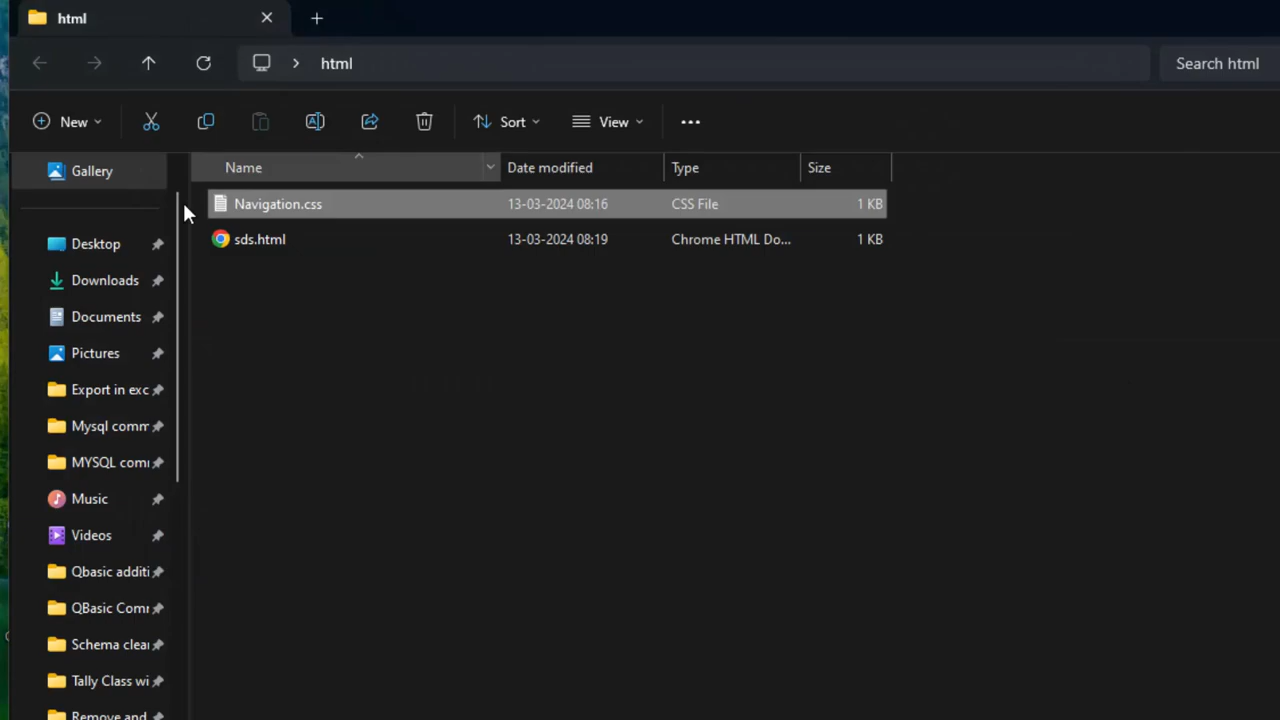 html
html
Search html
New
Sort
View
Gallery
Name
Date modified
Type
Size
Navigation.css 13-03-2024 08:16 CSS File 1 KB
sds.html 13-03-2024 08:19 Chrome HTML Do... 1 KB
Desktop
Downloads
Documents
Pictures
Export in exc
Mysql comm
MYSQL com
Music
Videos
Qbasic additi
QBasic Comr
Schema clea
Tally Class wi
Remove and